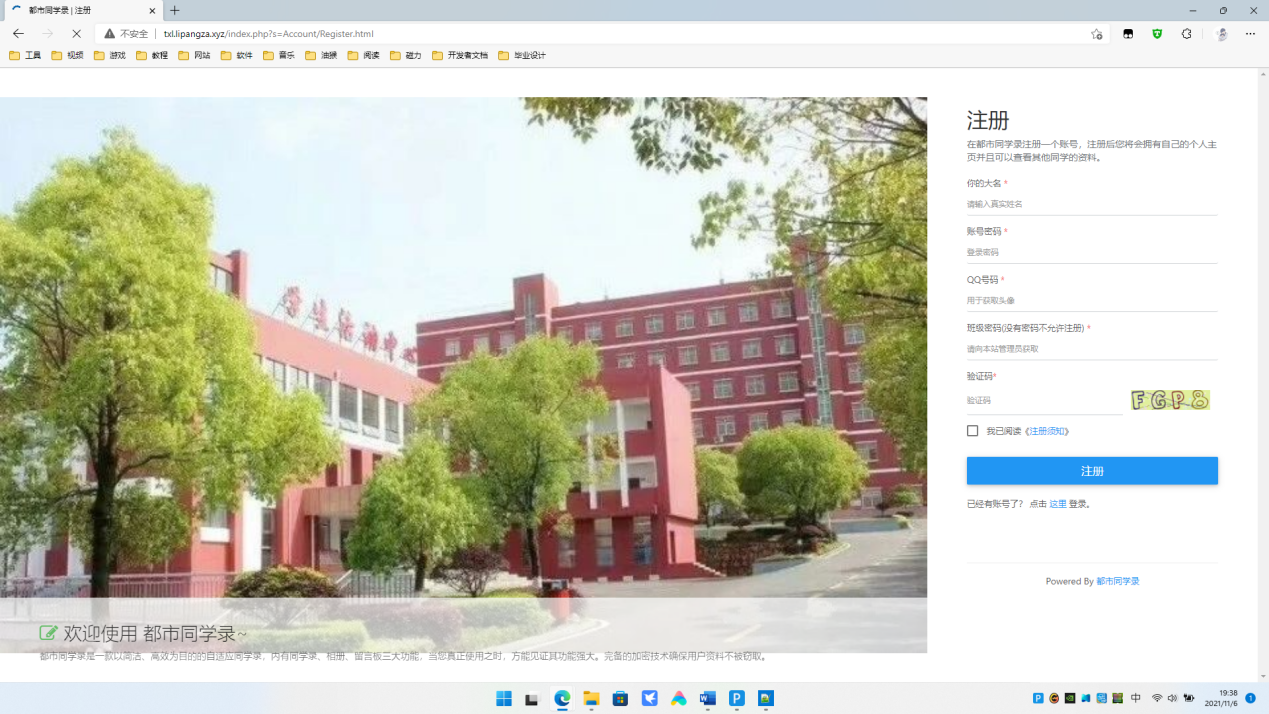 都市同学录 | 注册
不安全
txl.lipangza.xyz/index.php?s=Account/Register.html
工具
视频
游戏
教程
网站
软件
音乐
油猴
阅读
磁力
开发者文档
毕业设计
学生活动中心
注册
在都市同学录注册一个账号，注册后您将会拥有自己的个人主
页并且可以查看其他同学的资料。
你的大名 *
请输入真实姓名
账号密码 *
登录密码
QQ号码 *
用于获取头像
班级密码(没有密码不允许注册) *
请向本站管理员获取
验证码*
验证码
FGP8
我已阅读《注册须知》
注册
已经有账号了？ 点击 这里 登录。
Powered By 都市同学录
欢迎使用 都市同学录~
都市同学录是一款以简洁、高效为目的的自适应同学录，内有同学录、相册、留言板三大功能，当您真正使用之时，方能见证其功能强大。完备的加密技术确保用户资料不被窃取。
中
19:38
2021/11/6
1